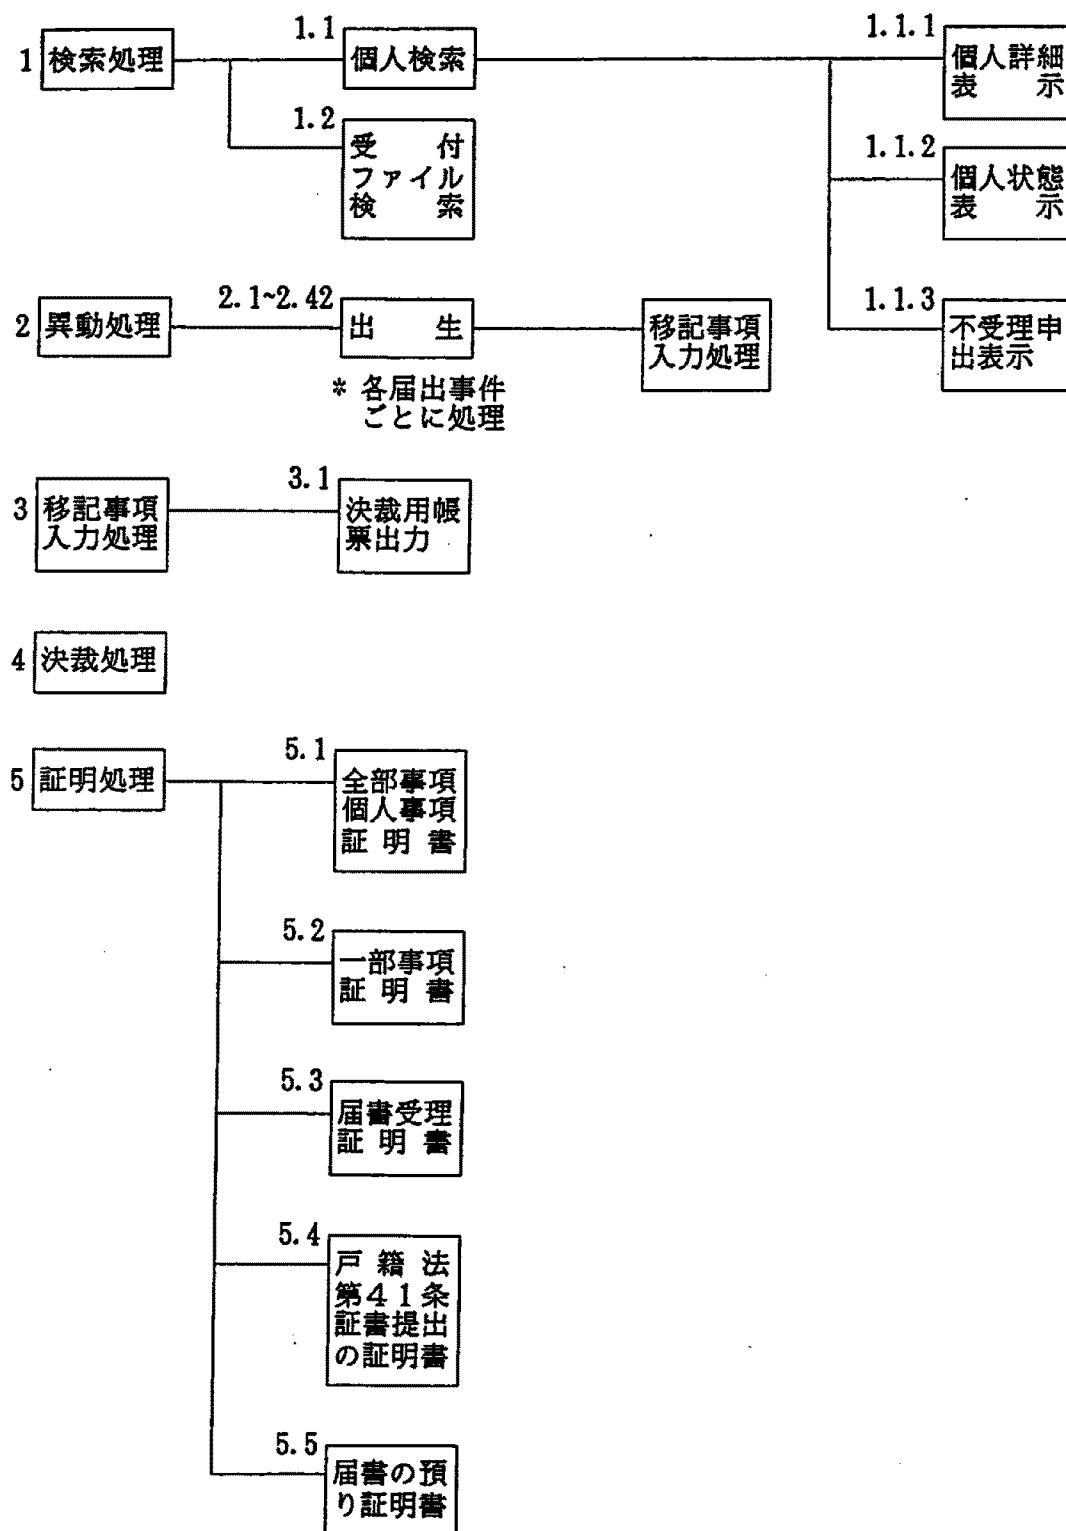 1 検索処理
1.1 個人検索
1.1.1 個人詳細
表　示
1.1.2 個人状態
表　示
1.1.3 不受理申
出表示
1.2 受　付
ファイル
検　索
2 異動処理
2.1~2.42 出　生
* 各届出事件
ごとに処理
移記事項
入力処理
3 移記事項
入力処理
3.1 決裁用帳
票出力
4 決裁処理
5 証明処理
5.1 全部事項
個人事項
証 明 書
5.2 一部事項
証 明 書
5.3 届書受理
証 明 書
5.4 戸 籍 法
第41条
証書提出
の証明書
5.5 届書の預
り証明書